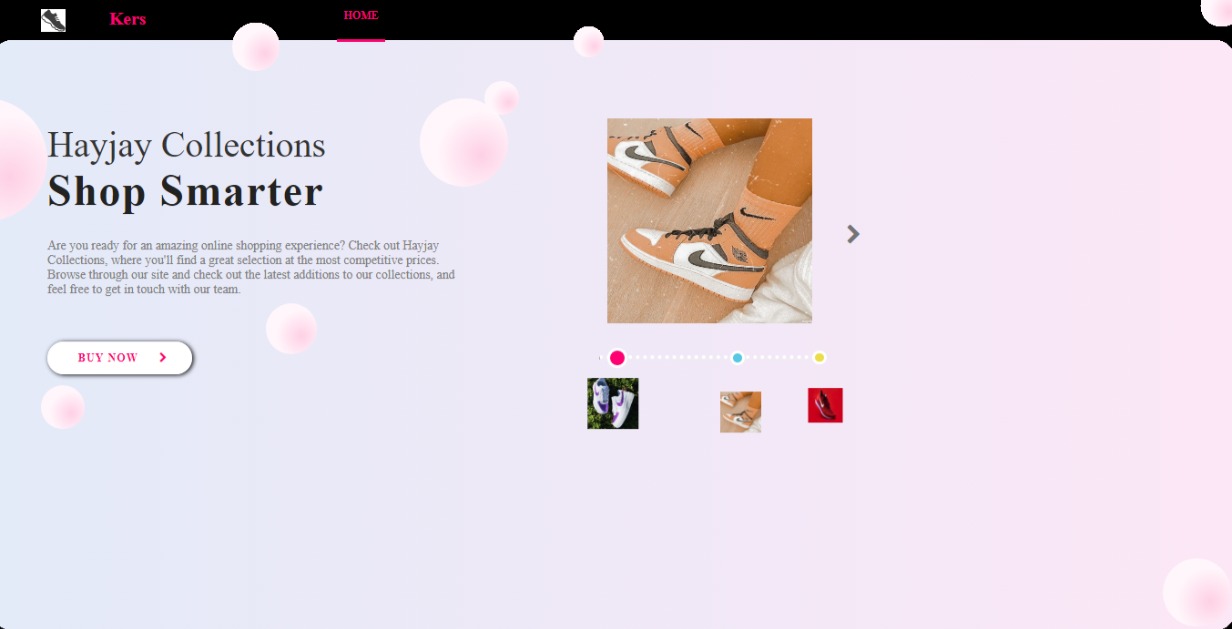 Kers
HOME
Hayjay Collections
Shop Smarter
Are you ready for an amazing online shopping experience? Check out Hayjay
Collections, where you'll find a great selection at the most competitive prices.
Browse through our site and check out the latest additions to our collections, and
feel free to get in touch with our team.
BUY NOW